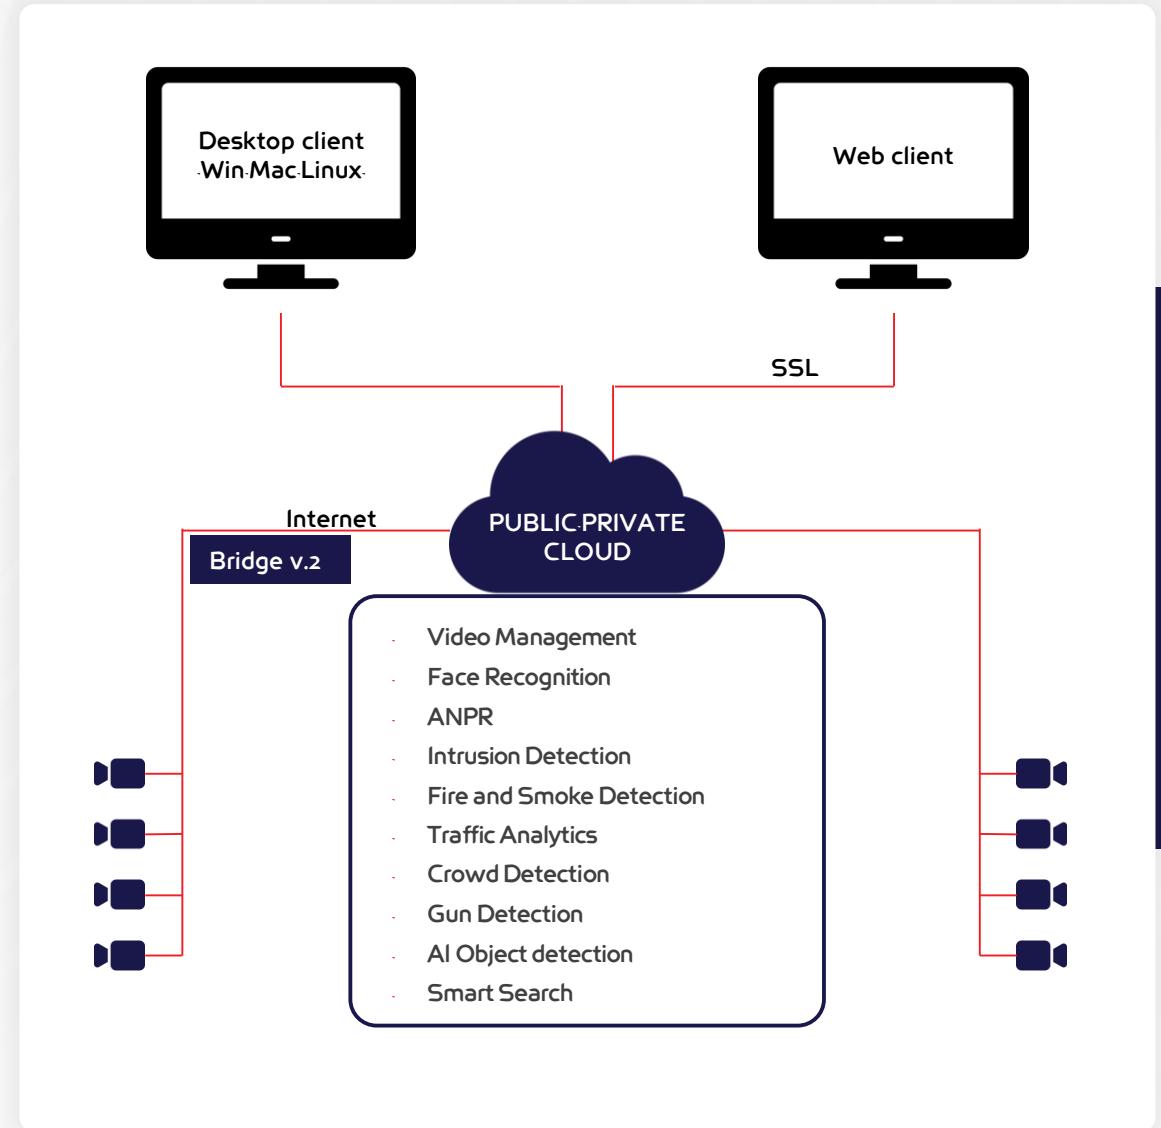 Desktop client
-Win-Mac-Linux-
Web client
SSL
Internet
PUBLIC-PRIVATE
CLOUD
Bridge v.2
- Video Management
- Face Recognition
- ANPR
- Intrusion Detection
- Fire and Smoke Detection
- Traffic Analytics
- Crowd Detection
- Gun Detection
- AI Object detection
- Smart Search